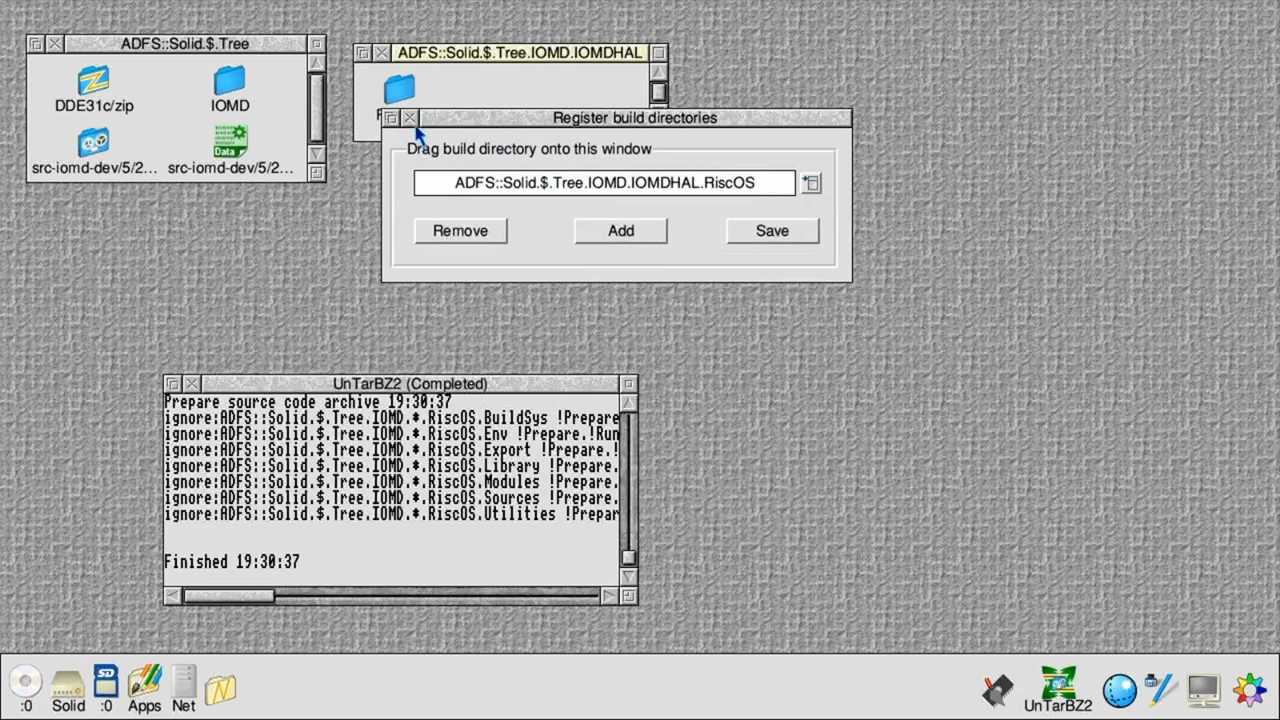 ADFS::Solid.$.Tree
DDE31c/zip
IOMD
src-iomd-dev/5/2...
Data
src-iomd-dev/5/2...
ADFS::Solid.$.Tree.IOMD.IOMDHAL
Register build directories
Drag build directory onto this window
ADFS::Solid.$.Tree.IOMD.IOMDHAL.RiscOS
Remove
Add
Save
UnTarBZ2 (Completed)
Prepare source code archive 19:30:37
ignore:ADFS::Solid.$.Tree.IOMD.*.RiscOS.BuildSys !Prepare
ignore:ADFS::Solid.$.Tree.IOMD.*.RiscOS.Env !Prepare.!Run
ignore:ADFS::Solid.$.Tree.IOMD.*.RiscOS.Export !Prepare.!
ignore:ADFS::Solid.$.Tree.IOMD.*.RiscOS.Library !Prepare.
ignore:ADFS::Solid.$.Tree.IOMD.*.RiscOS.Modules !Prepare.
ignore:ADFS::Solid.$.Tree.IOMD.*.RiscOS.Sources !Prepare.
ignore:ADFS::Solid.$.Tree.IOMD.*.RiscOS.Utilities !Prepar
Finished 19:30:37
:0
Solid
SD
:0
Apps
Net
UnTarBZ2